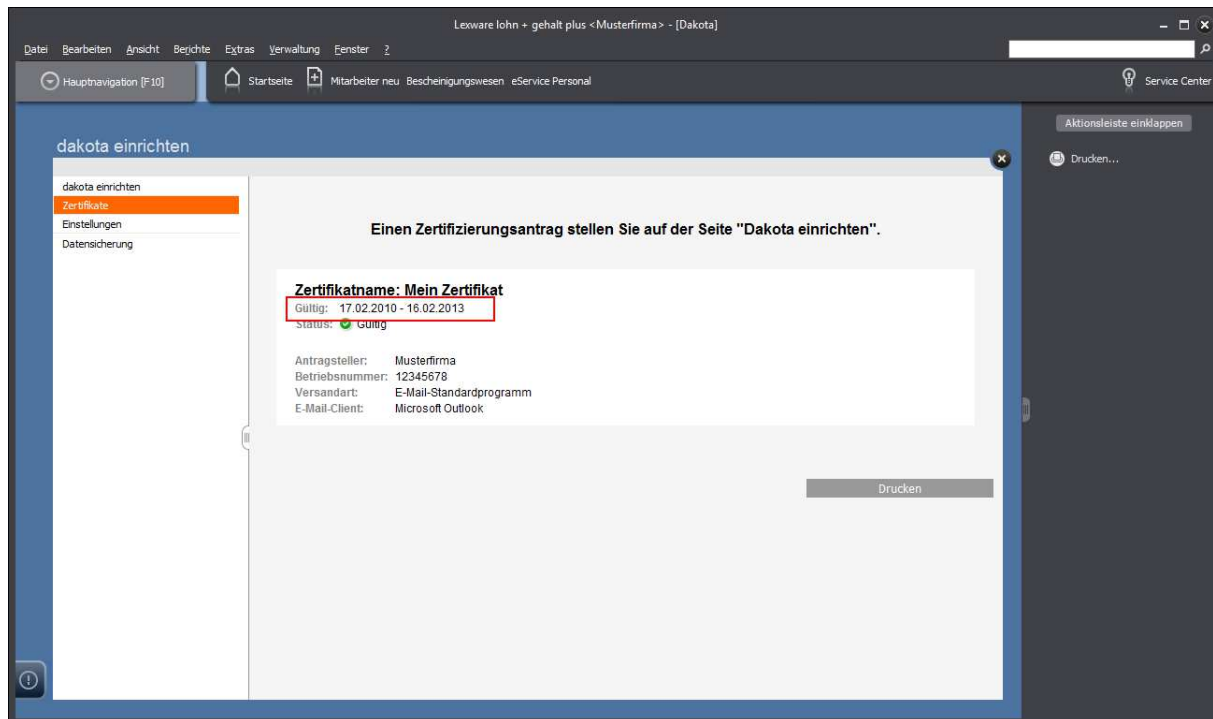 Lexware lohn + gehalt plus <Musterfirma> - [Dakota]
Datei Bearbeiten Ansicht Berichte Extras Verwaltung Fenster ?
Hauptnavigation [F10] Startseite Mitarbeiter neu Bescheinigungswesen eService Personal Service Center
Aktionsleiste einklappen
Drucken...
dakota einrichten
dakota einrichten
Zertifikate
Einstellungen
Datensicherung
Einen Zertifizierungsantrag stellen Sie auf der Seite "Dakota einrichten".
Zertifikatname: Mein Zertifikat
Gültig: 17.02.2010 - 16.02.2013
Status: Gültig
Antragsteller: Musterfirma
Betriebsnummer: 12345678
Versandart: E-Mail-Standardprogramm
E-Mail-Client: Microsoft Outlook
Drucken